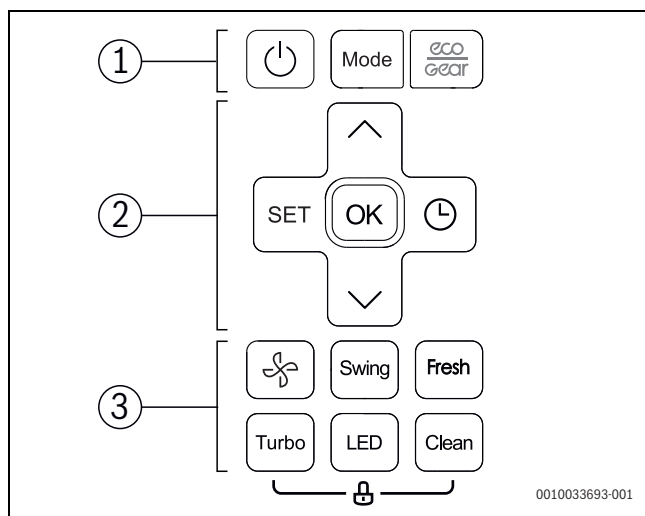 1
Mode
eco
Gear
2
SET OK
3
Swing Fresh
Turbo LED Clean
0010033693-001